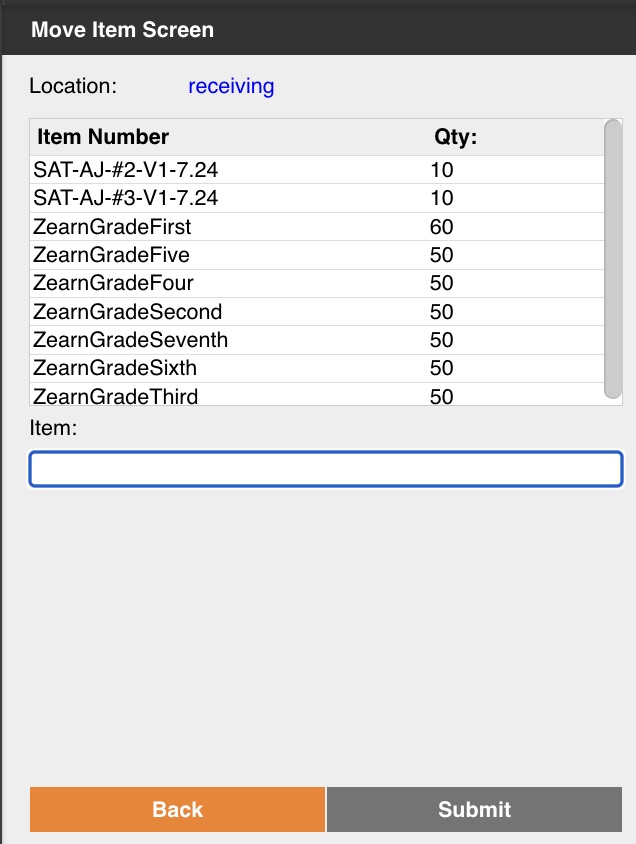 Move Item Screen
Location: receiving
Item Number Qty:
SAT-AJ-#2-V1-7.24 10
SAT-AJ-#3-V1-7.24 10
ZearnGradeFirst 60
ZearnGradeFive 50
ZearnGradeFour 50
ZearnGradeSecond 50
ZearnGradeSeventh 50
ZearnGradeSixth 50
ZearnGradeThird 50
Item:
Back Submit